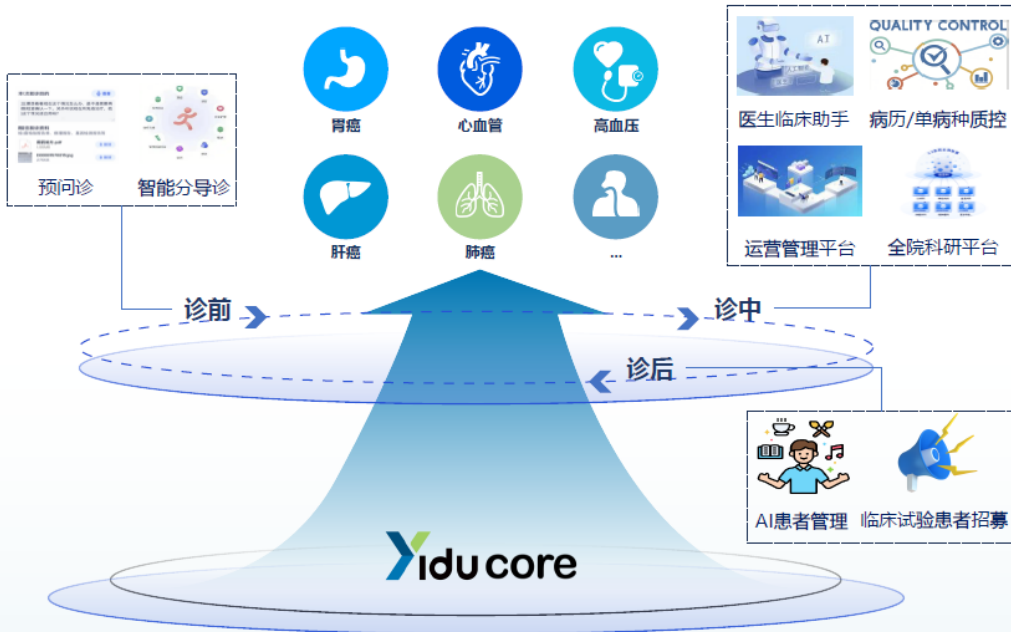 预问诊
智能分导诊
胃癌
心血管
高血压
肝癌
肺癌
...
AI
QUALITY CONTROL
医生临床助手
病历/单病种质控
运营管理平台
全院科研平台
诊前
诊中
诊后
AI患者管理
临床试验患者招募
Yidu core